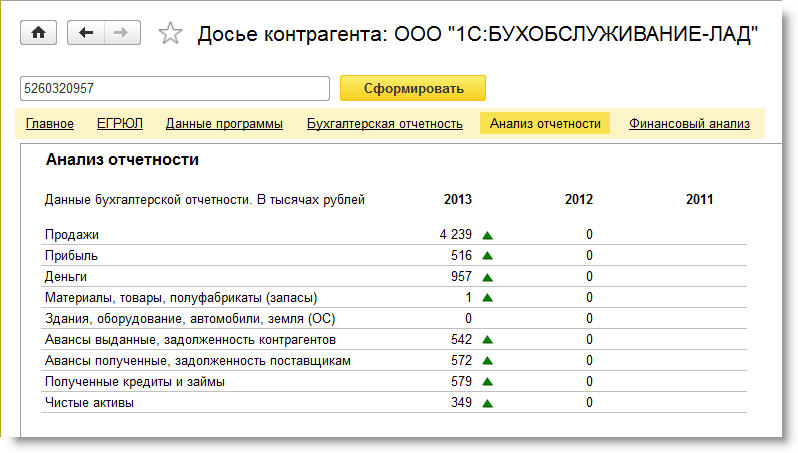 Досье контрагента: ООО "1С:БУХОБСЛУЖИВАНИЕ-ЛАД"
5260320957 Сформировать
Главное ЕГРЮЛ Данные программы Бухгалтерская отчетность Анализ отчетности Финансовый анализ
Анализ отчетности
Данные бухгалтерской отчетности. В тысячах рублей 2013 2012 2011
Продажи 4 239 0
Прибыль 516 0
Деньги 957 0
Материалы, товары, полуфабрикаты (запасы) 1 0
Здания, оборудование, автомобили, земля (ОС) 0 0
Авансы выданные, задолженность контрагентов 542 0
Авансы полученные, задолженность поставщикам 572 0
Полученные кредиты и займы 579 0
Чистые активы 349 0